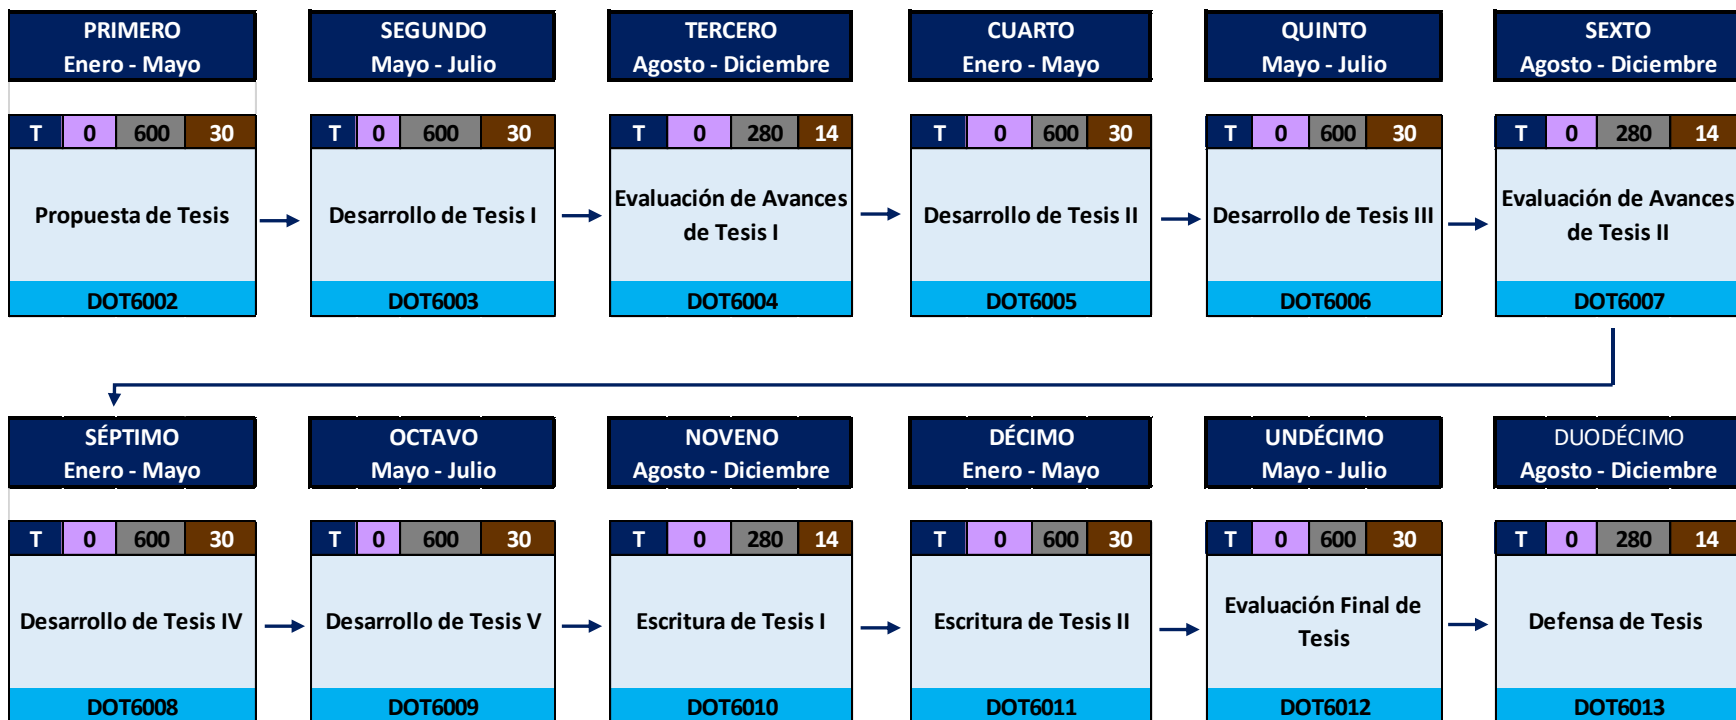 PRIMERO
Enero - Mayo
SEGUNDO
Mayo - Julio
TERCERO
Agosto - Diciembre
CUARTO
Enero - Mayo
QUINTO
Mayo - Julio
SEXTO
Agosto - Diciembre
T 0 600 30
Propuesta de Tesis
DOT6002
T 0 600 30
Desarrollo de Tesis I
DOT6003
T 0 280 14
Evaluación de Avances
de Tesis I
DOT6004
T 0 600 30
Desarrollo de Tesis II
DOT6005
T 0 600 30
Desarrollo de Tesis III
DOT6006
T 0 280 14
Evaluación de Avances
de Tesis II
DOT6007
SÉPTIMO
Enero - Mayo
OCTAVO
Mayo - Julio
NOVENO
Agosto - Diciembre
DÉCIMO
Enero - Mayo
UNDÉCIMO
Mayo - Julio
DUODÉCIMO
Agosto - Diciembre
T 0 600 30
Desarrollo de Tesis IV
DOT6008
T 0 600 30
Desarrollo de Tesis V
DOT6009
T 0 280 14
Escritura de Tesis I
DOT6010
T 0 600 30
Escritura de Tesis II
DOT6011
T 0 600 30
Evaluación Final de
Tesis
DOT6012
T 0 280 14
Defensa de Tesis
DOT6013